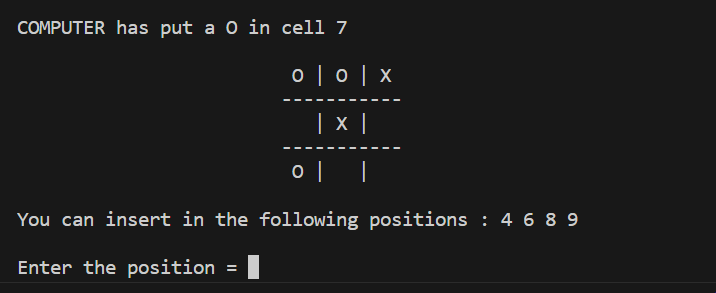 COMPUTER has put a O in cell 7
O | O | X
-----------
| X |
-----------
O |   |
You can insert in the following positions : 4 6 8 9
Enter the position =